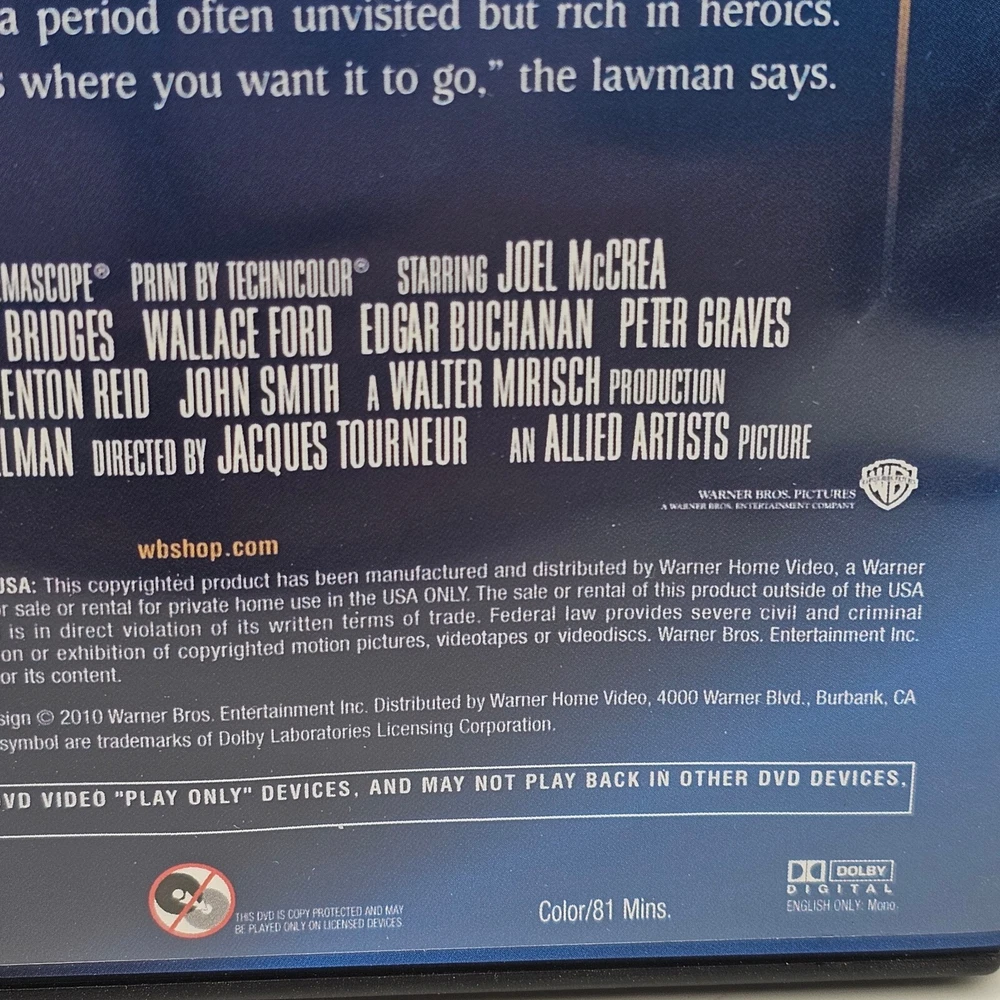 a period often unvisited but rich in heroics.
where you want it to go," the lawman says.
MASCOPE® PRINT BY TECHNICOLOR® STARRING JOEL McCREA
BRIDGES WALLACE FORD EDGAR BUCHANAN PETER GRAVES
ENTON REID JOHN SMITH A WALTER MIRISCH PRODUCTION
LMAN DIRECTED BY JACQUES TOURNEUR AN ALLIED ARTISTS PICTURE
WARNER BROS. PICTURES
A WARNER BROS. ENTERTAINMENT COMPANY
WB
wbshop.com
USA: This copyrighted product has been manufactured and distributed by Warner Home Video, a Warner
r sale or rental for private home use in the USA ONLY. The sale or rental of this product outside of the USA
is in direct violation of its written terms of trade. Federal law provides severe civil and criminal
on or exhibition of copyrighted motion pictures, videotapes or videodiscs. Warner Bros. Entertainment Inc.
or its content.
sign © 2010 Warner Bros. Entertainment Inc. Distributed by Warner Home Video, 4000 Warner Blvd., Burbank, CA
symbol are trademarks of Dolby Laboratories Licensing Corporation.
VD VIDEO "PLAY ONLY" DEVICES, AND MAY NOT PLAY BACK IN OTHER DVD DEVICES,
THIS DVD IS COPY PROTECTED AND MAY
BE PLAYED ONLY ON LICENSED DEVICES
Color/81 Mins.
DOLBY
DIGITAL
ENGLISH ONLY: Mono.